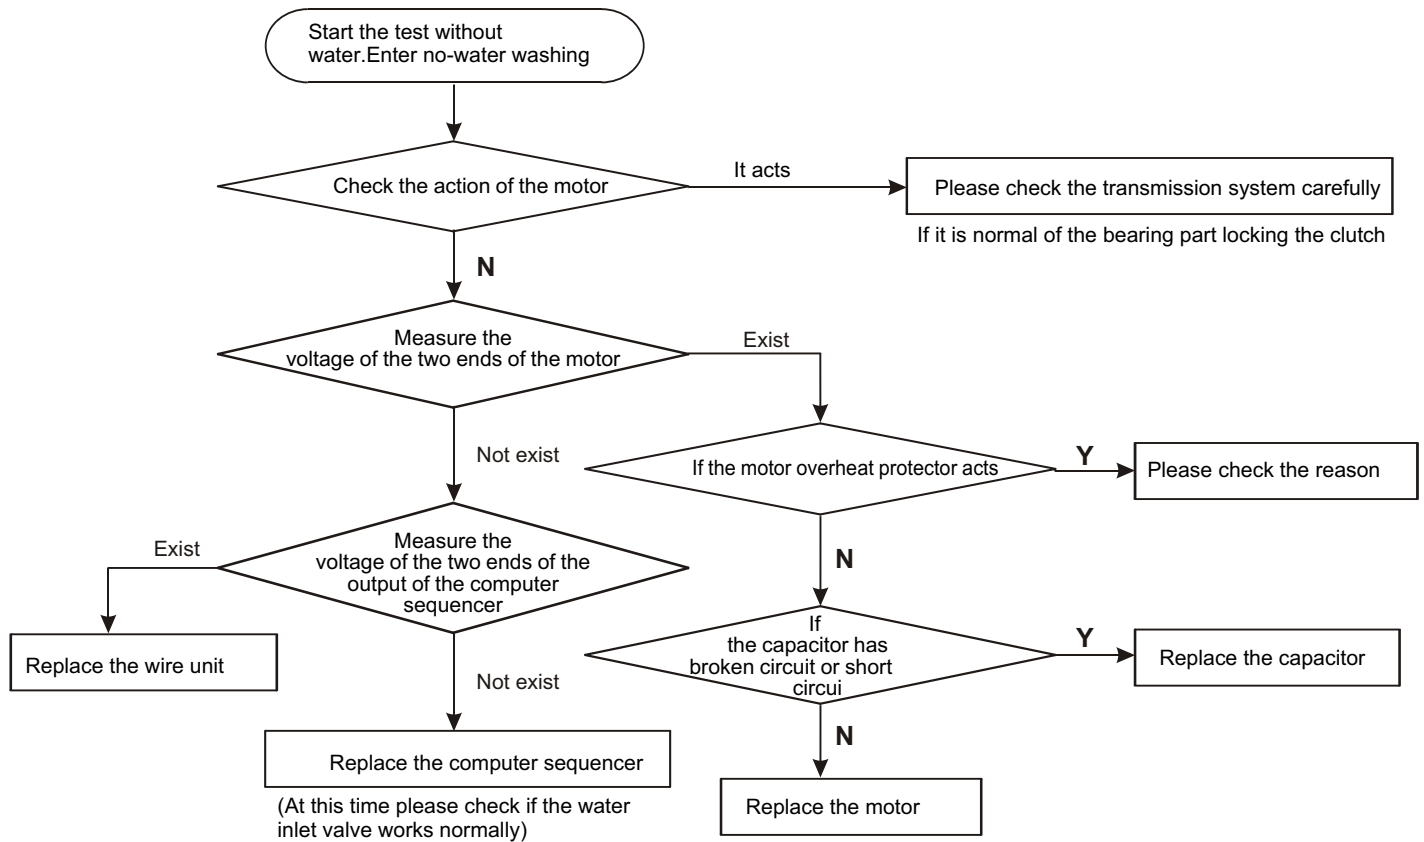 Start the test without
water.Enter no-water washing
Check the action of the motor
It acts
Please check the transmission system carefully
If it is normal of the bearing part locking the clutch
N
Measure the
voltage of the two ends of the motor
Exist
Not exist
If the motor overheat protector acts
Y
Please check the reason
Exist
Measure the
voltage of the two ends of the
output of the computer
sequencer
N
If
the capacitor has
broken circuit or short
circui
Y
Replace the capacitor
Replace the wire unit
Not exist
N
Replace the computer sequencer
(At this time please check if the water
inlet valve works normally)
Replace the motor